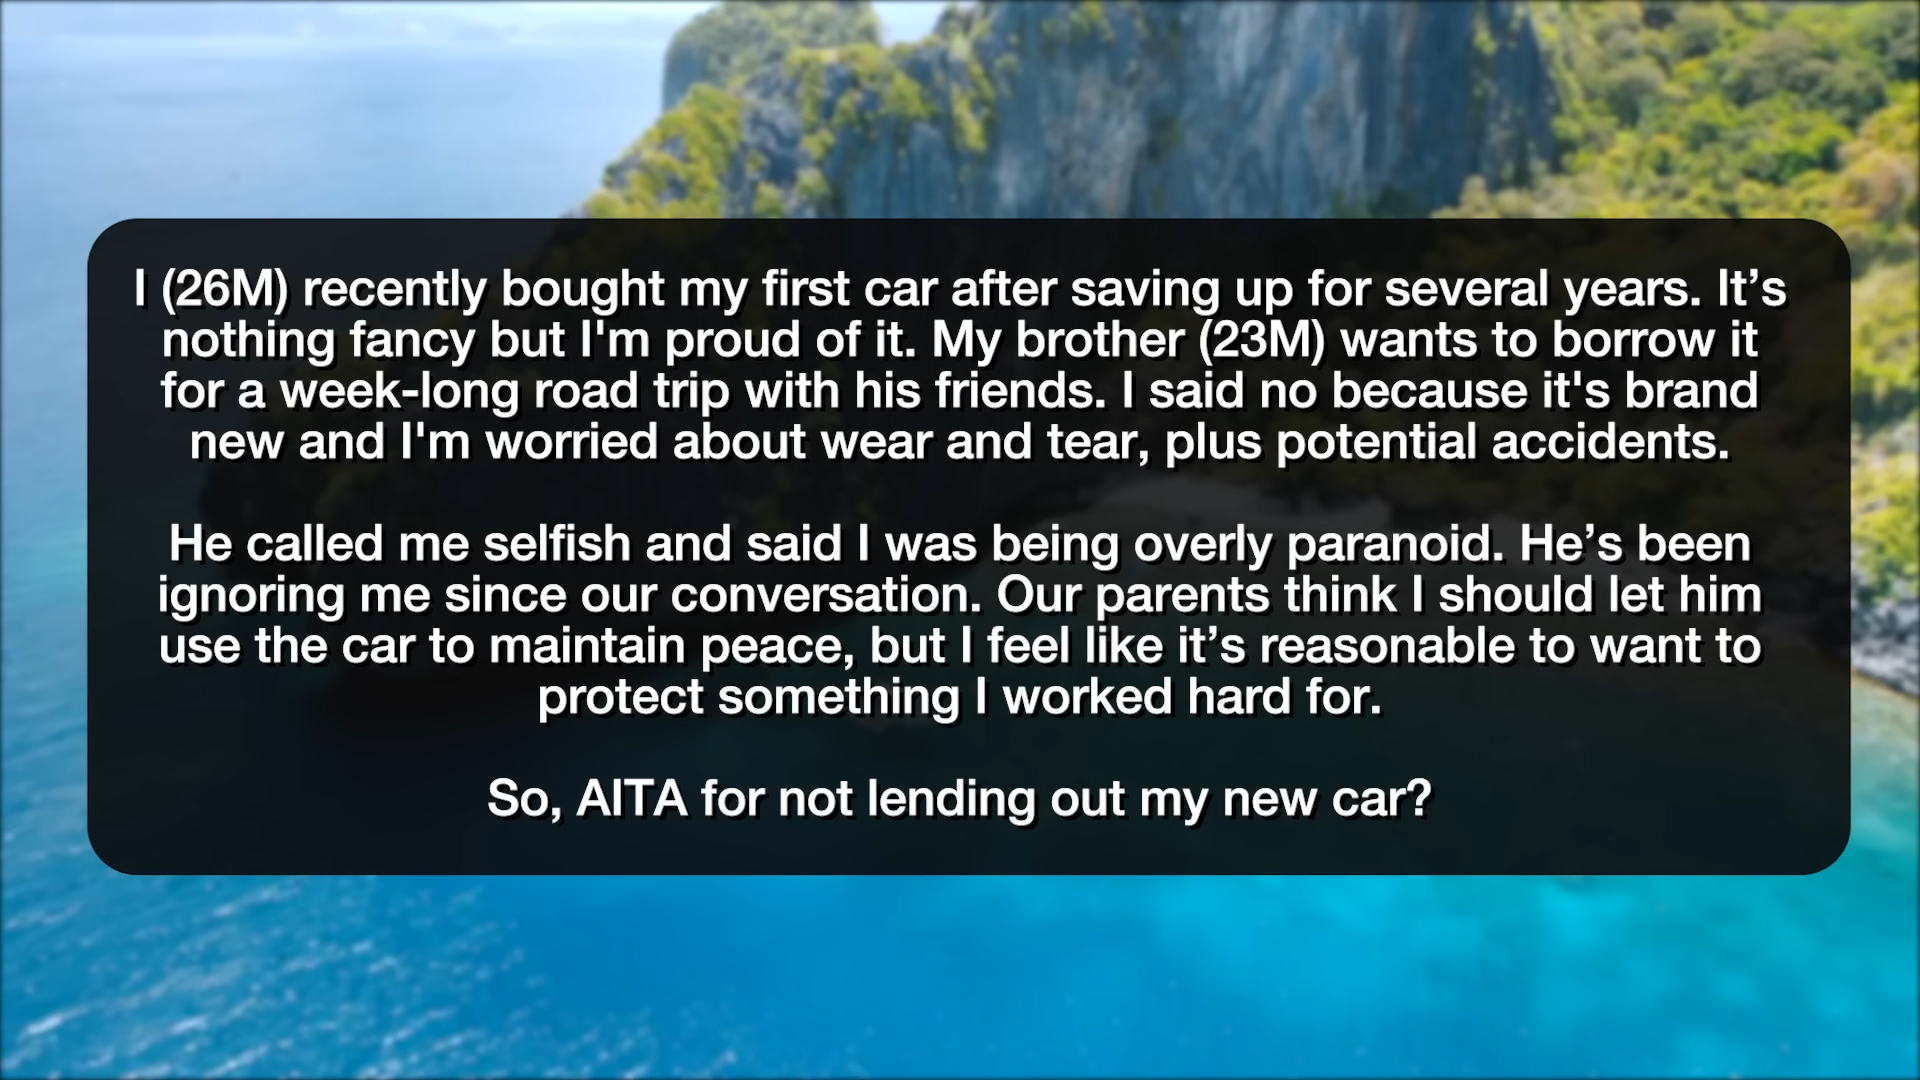 I (26M) recently bought my first car after saving up for several years. It’s
nothing fancy but I'm proud of it. My brother (23M) wants to borrow it
for a week-long road trip with his friends. I said no because it's brand
new and I'm worried about wear and tear, plus potential accidents.
He called me selfish and said I was being overly paranoid. He’s been
ignoring me since our conversation. Our parents think I should let him
use the car to maintain peace, but I feel like it’s reasonable to want to
protect something I worked hard for.
So, AITA for not lending out my new car?